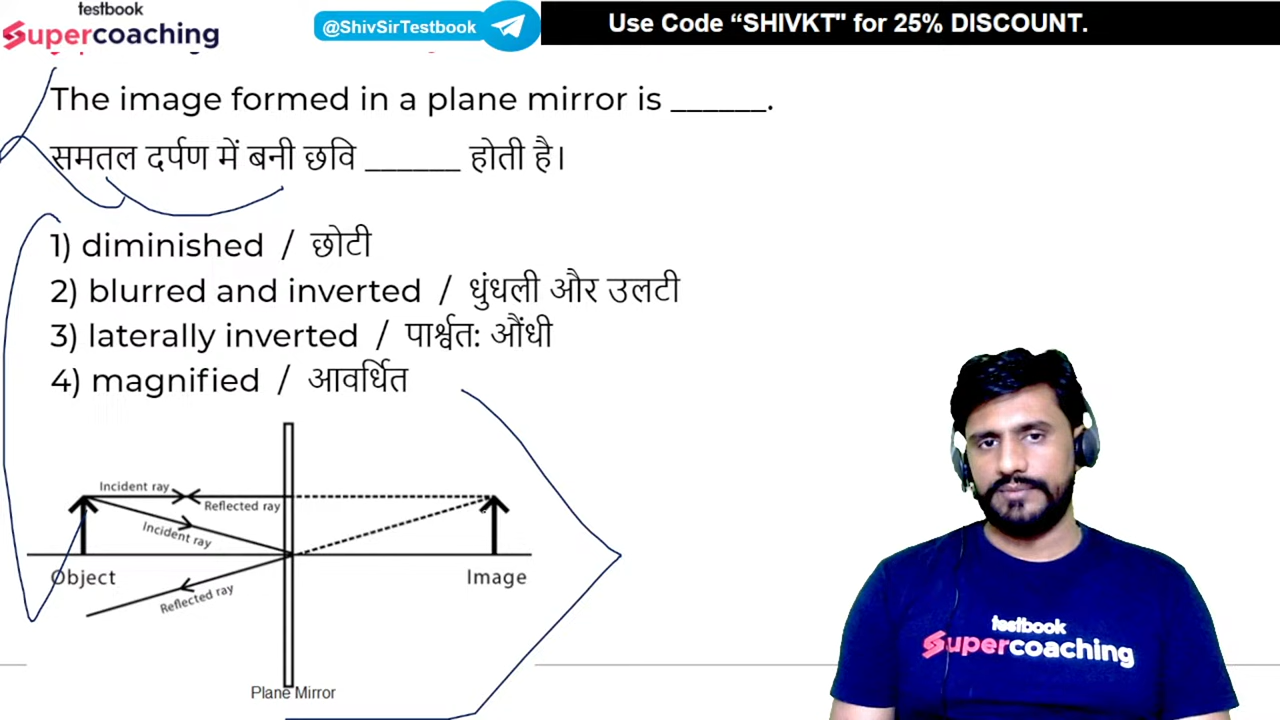 testbook
Supercoaching
@ShivSirTestbook
Use Code “SHIVKT" for 25% DISCOUNT.
The image formed in a plane mirror is ______.
समतल दर्पण में बनी छवि ______ होती है।
1) diminished / छोटी
2) blurred and inverted / धुंधली और उलटी
3) laterally inverted / पार्श्वत: औंधी
4) magnified / आवर्धित
Incident ray
Reflected ray
Incident ray
Object
Image
Reflected ray
Plane Mirror
testbook
Supercoaching